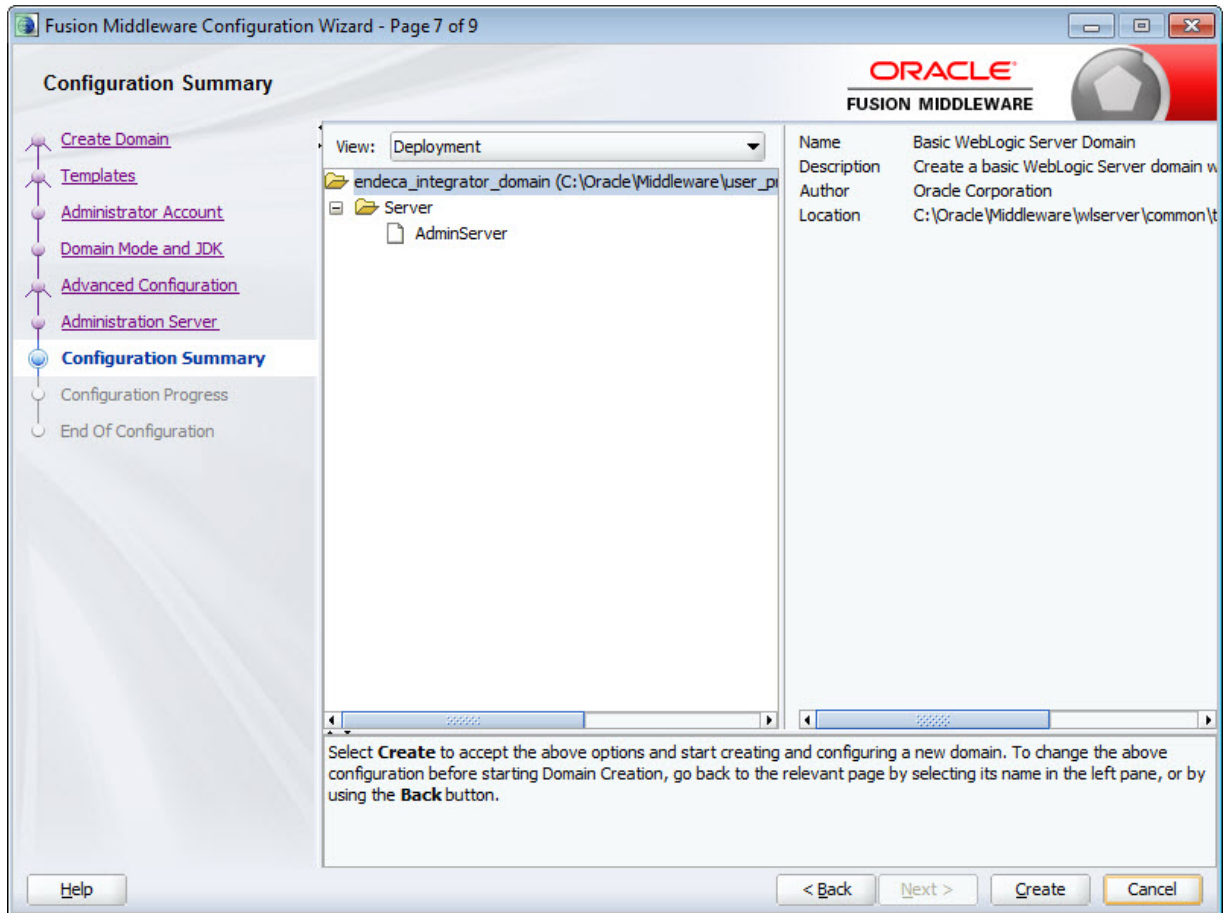 Fusion Middleware Configuration Wizard - Page 7 of 9
Configuration Summary
ORACLE
FUSION MIDDLEWARE
Create Domain
Templates
Administrator Account
Domain Mode and JDK
Advanced Configuration
Administration Server
Configuration Summary
Configuration Progress
End Of Configuration
View: Deployment
endeca_integrator_domain (C:\Oracle\Middleware\user_pr
Server
AdminServer
Name Basic WebLogic Server Domain
Description Create a basic WebLogic Server domain w
Author Oracle Corporation
Location C:\Oracle\Middleware\wlserver\common\t
Select Create to accept the above options and start creating and configuring a new domain. To change the above
configuration before starting Domain Creation, go back to the relevant page by selecting its name in the left pane, or by
using the Back button.
Help
< Back
Next >
Create
Cancel